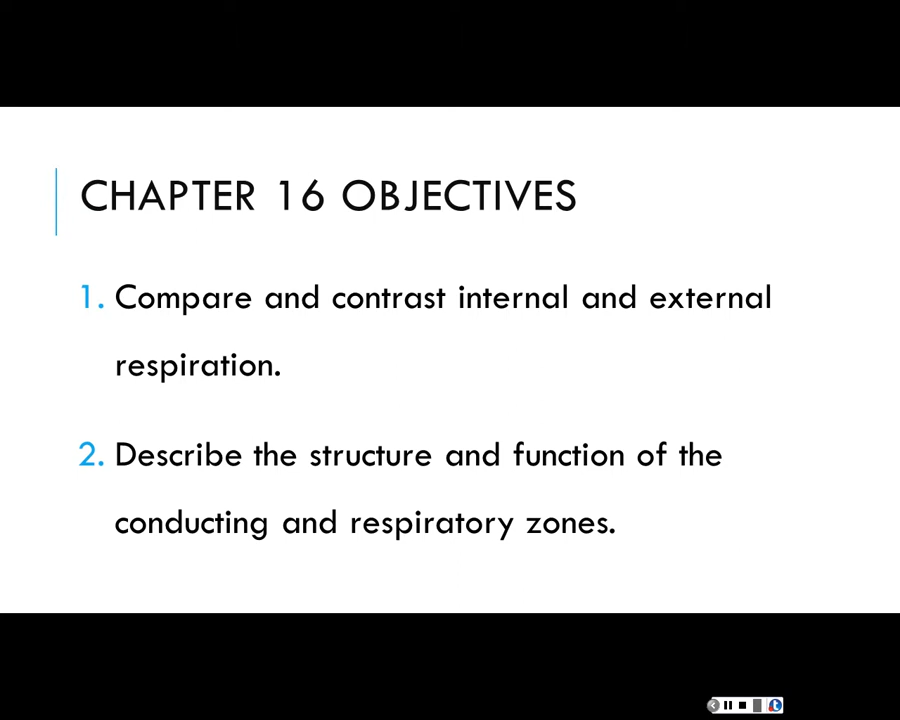 CHAPTER 16 OBJECTIVES
1. Compare and contrast internal and external
respiration.
2. Describe the structure and function of the
conducting and respiratory zones.